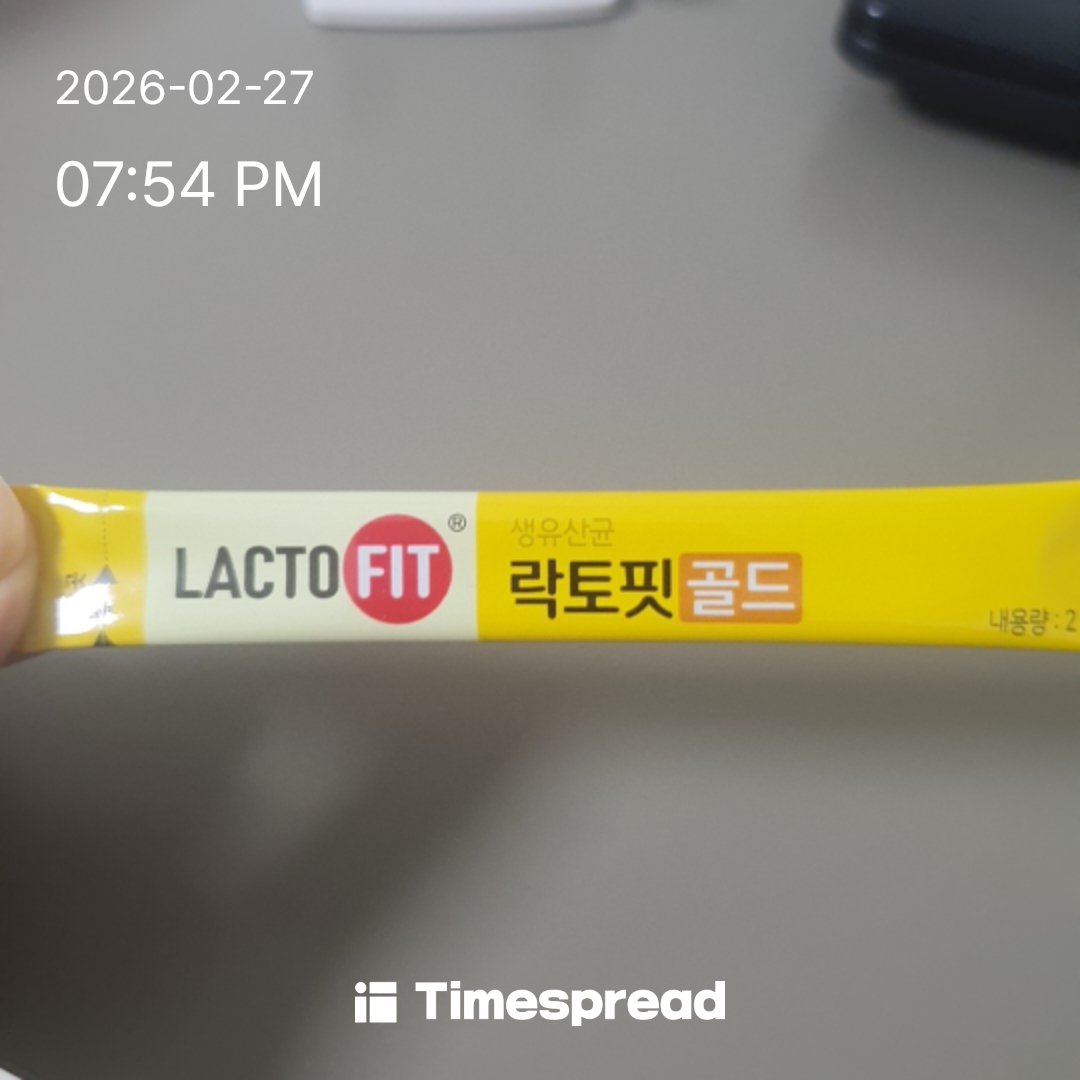 2026-02-27
07:54 PM
LACTO FIT®
생유산균
락토핏 골드
내용량 : 2
Timespread